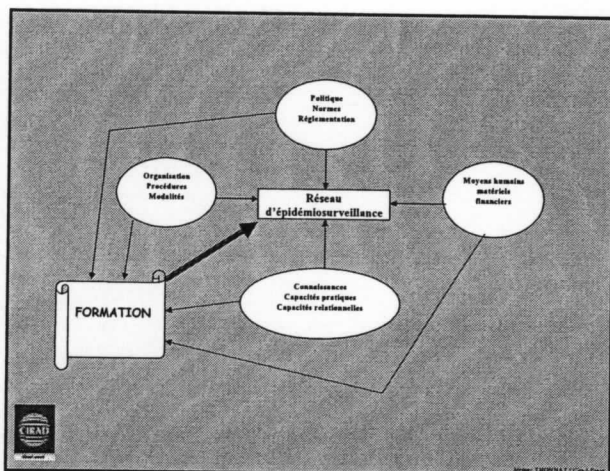 Politique
Normes
Réglementation
Organisation
Procédures
Modalités
Réseau
d'épidémiosurveillance
Moyens humains
matériels
financiers
Connaissances
Capacités pratiques
Capacités relationnelles
FORMATION
CIRAD